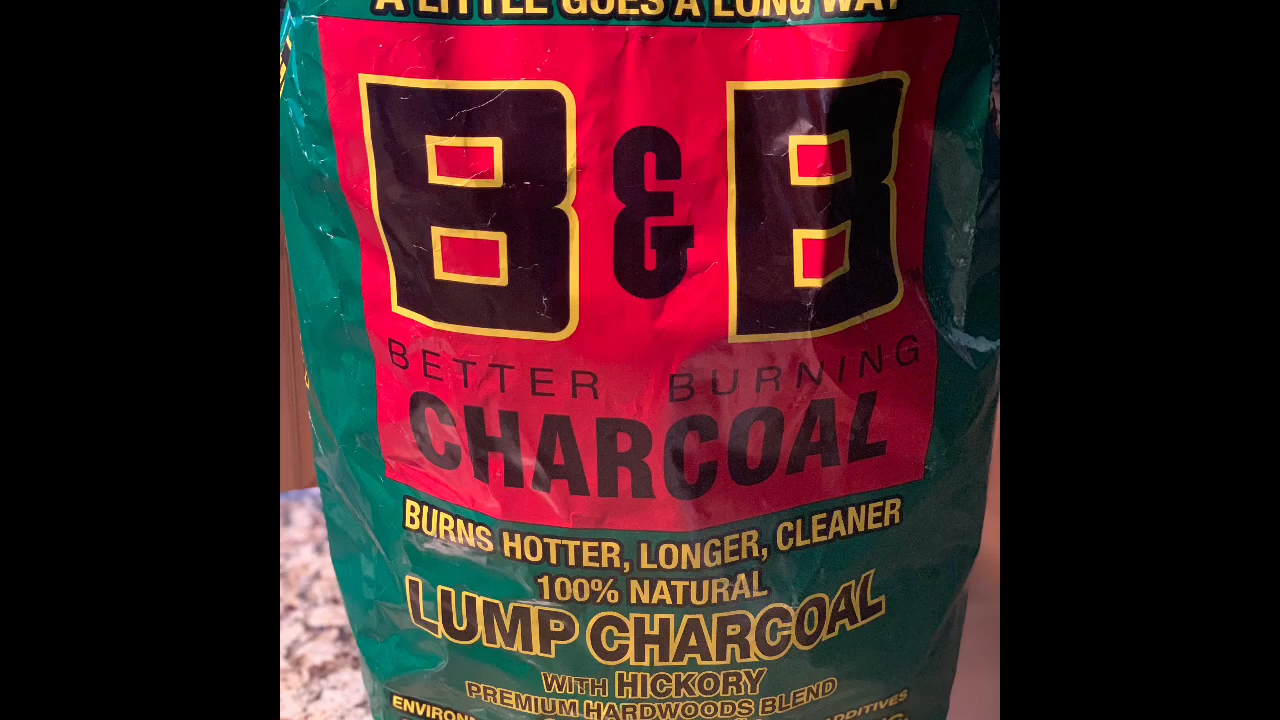 A LITTLE GOES A LONG WAY
B & B
BETTER BURNING
CHARCOAL
BURNS HOTTER, LONGER, CLEANER
100% NATURAL
LUMP CHARCOAL
WITH HICKORY
PREMIUM HARDWOODS BLEND
ADDITIVES